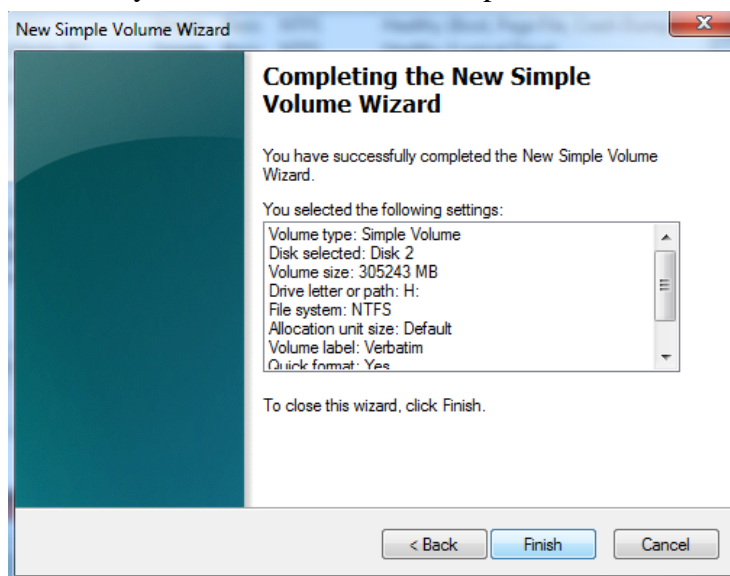 New Simple Volume Wizard
Completing the New Simple
Volume Wizard
You have successfully completed the New Simple Volume
Wizard.
You selected the following settings:
Volume type: Simple Volume
Disk selected: Disk 2
Volume size: 305243 MB
Drive letter or path: H:
File system: NTFS
Allocation unit size: Default
Volume label: Verbatim
Quick format: Yes
To close this wizard, click Finish.
< Back Finish Cancel